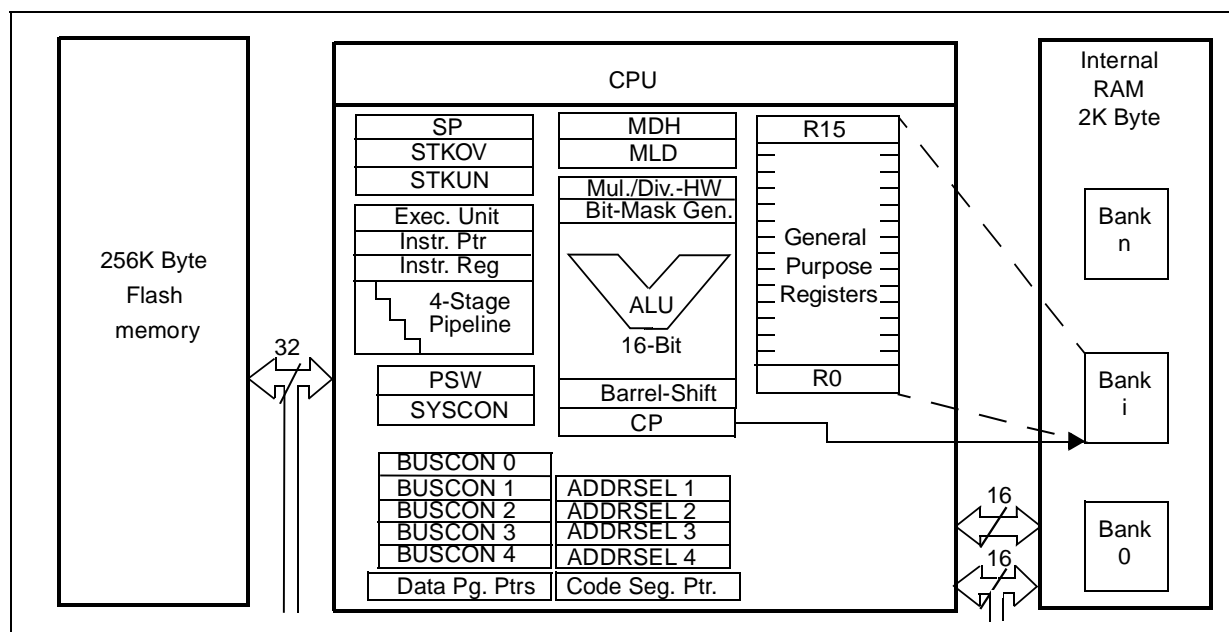 CPU
256K Byte
Flash
memory
32
SP
STKOV
STKUN
Exec. Unit
Instr. Ptr
Instr. Reg
4-Stage
Pipeline
PSW
SYSCON
BUSCON 0
BUSCON 1
BUSCON 2
BUSCON 3
BUSCON 4
Data Pg. Ptrs
MDH
MLD
Mul./Div.-HW
Bit-Mask Gen.
ALU
16-Bit
Barrel-Shift
CP
ADDRSEL 1
ADDRSEL 2
ADDRSEL 3
ADDRSEL 4
Code Seg. Ptr.
R15
General
Purpose
Registers
R0
16
16
Internal
RAM
2K Byte
Bank
n
Bank
i
Bank
0